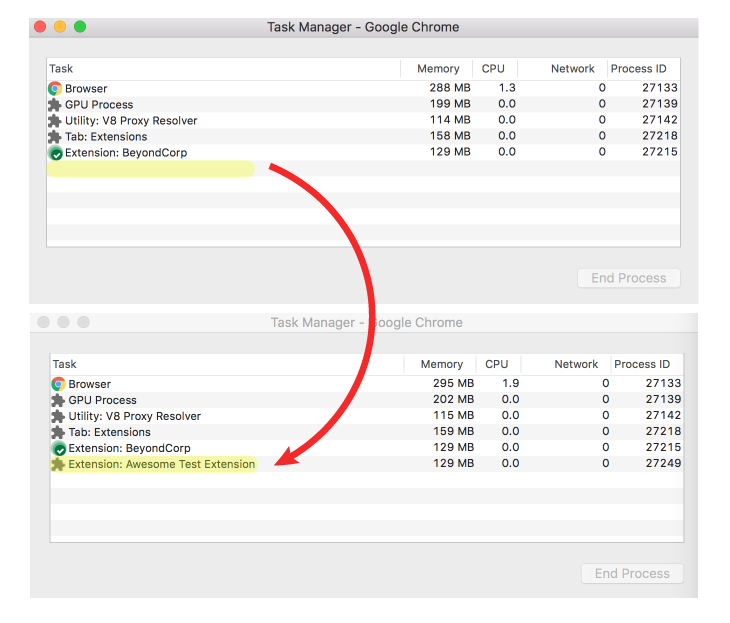 Task Manager - Google Chrome
Task Memory CPU Network Process ID
Browser 288 MB 1.3 0 27133
GPU Process 199 MB 0.0 0 27139
Utility: V8 Proxy Resolver 114 MB 0.0 0 27142
Tab: Extensions 158 MB 0.0 0 27218
Extension: BeyondCorp 129 MB 0.0 0 27215
End Process
Task Manager - Google Chrome
Task Memory CPU Network Process ID
Browser 295 MB 1.9 0 27133
GPU Process 202 MB 0.0 0 27139
Utility: V8 Proxy Resolver 115 MB 0.0 0 27142
Tab: Extensions 159 MB 0.0 0 27218
Extension: BeyondCorp 129 MB 0.0 0 27215
Extension: Awesome Test Extension 129 MB 0.0 0 27249
End Process